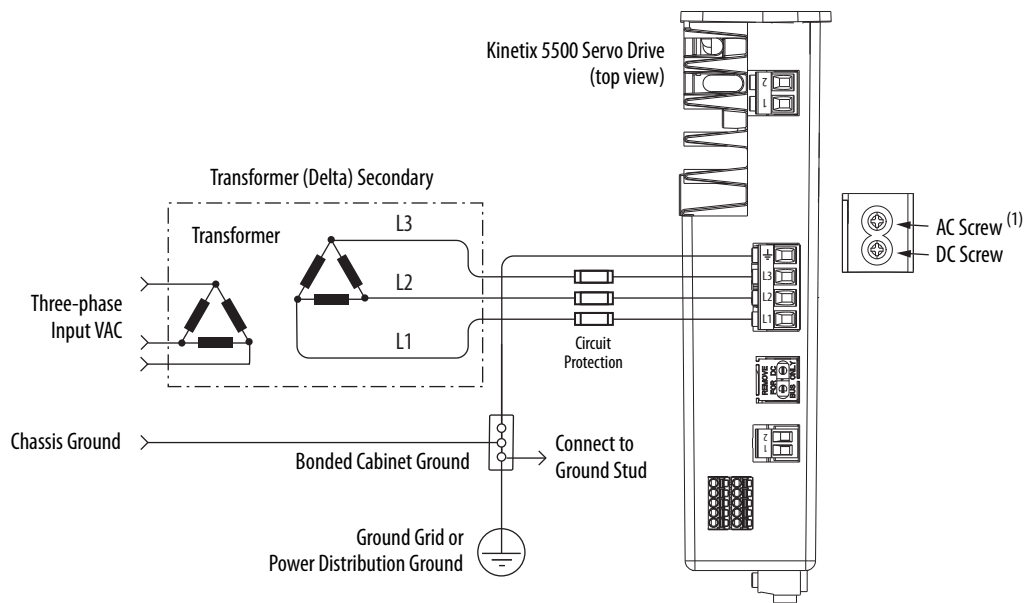 Kinetix 5500 Servo Drive
(top view)
2
1
Transformer (Delta) Secondary
Transformer
L3
L2
L1
Three-phase
Input VAC
Circuit
Protection
L3
L2
L1
AC Screw (1)
DC Screw
REMOVE
FOR DC
BUS ONLY
2
1
Chassis Ground
Bonded Cabinet Ground
Connect to
Ground Stud
Ground Grid or
Power Distribution Ground